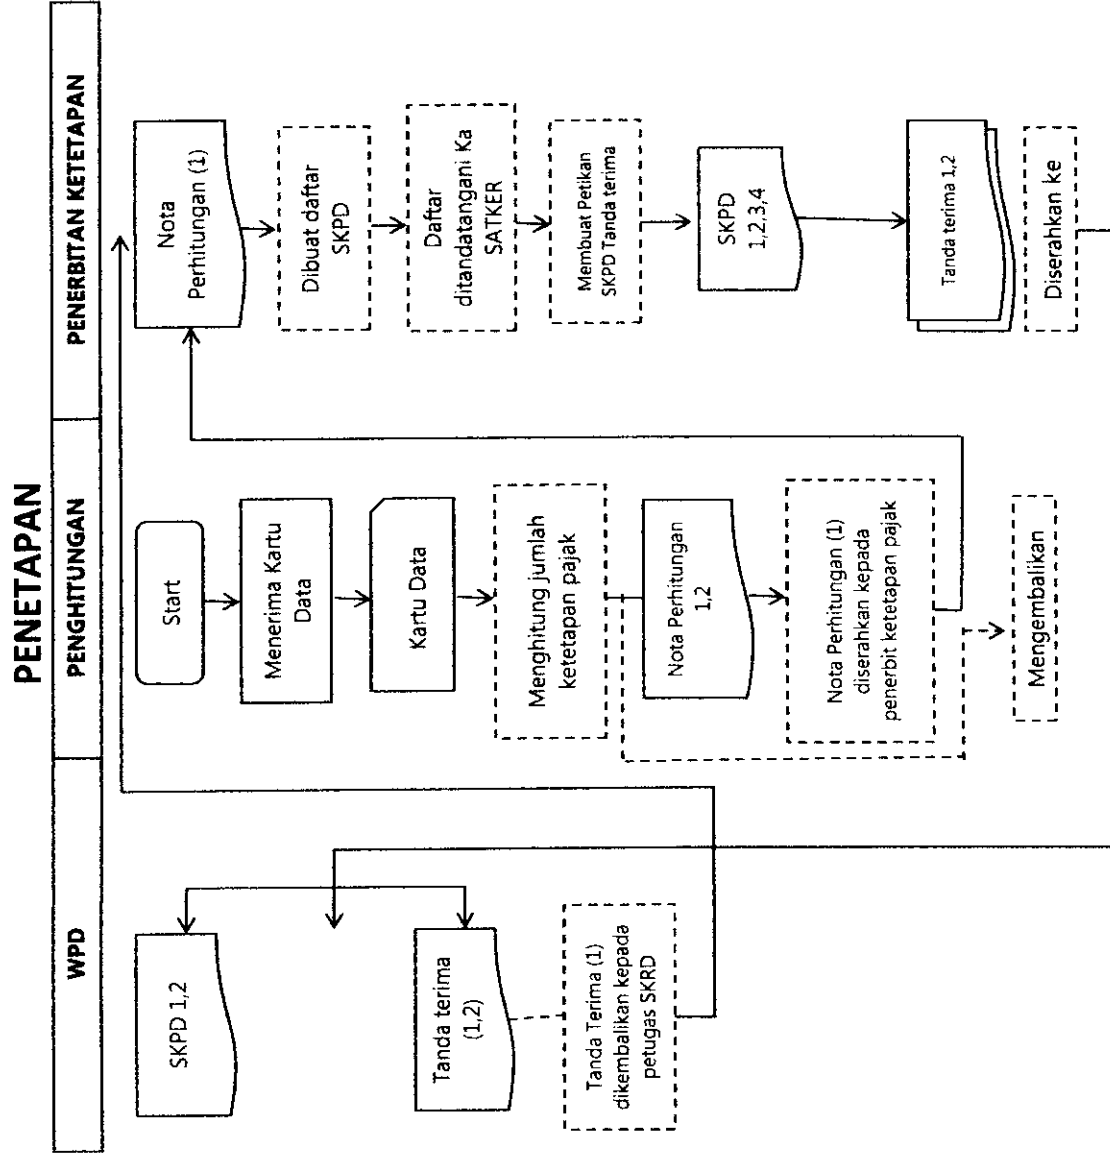 PENETAPAN
WPD
PENGHITUNGAN
PENERBITAN KETETAPAN
SKPD 1,2
Tanda terima
(1,2)
Tanda Terima (1)
dikembalikan kepada
petugas SKRD
Start
Menerima Kartu
Data
Kartu Data
Menghitung jumlah
ketetapan pajak
Nota Perhitungan
1,2
Nota Perhitungan (1)
diserahkan kepada
penerbit ketetapan pajak
Mengembalikan
Nota
Perhitungan (1)
Dibuat daftar
SKPD
Daftar
ditandatangani Ka
SATKER
Membuat Petikan
SKPD Tanda terima
SKPD
1,2,3,4
Tanda terima 1,2
Diserahkan ke